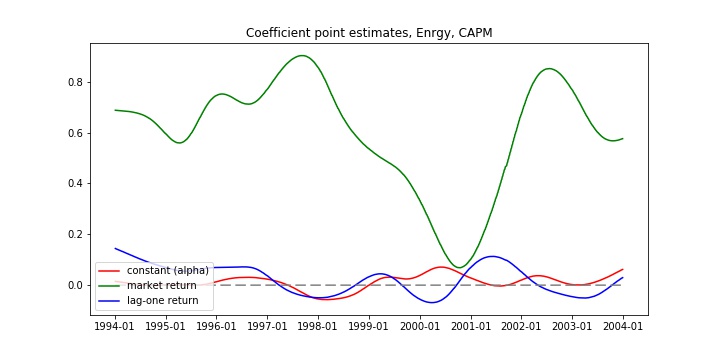 Coefficient point estimates, Enrgy, CAPM
0.8
0.6
0.4
0.2
0.0
constant (alpha)
market return
lag-one return
1994-01 1995-01 1996-01 1997-01 1998-01 1999-01 2000-01 2001-01 2002-01 2003-01 2004-01